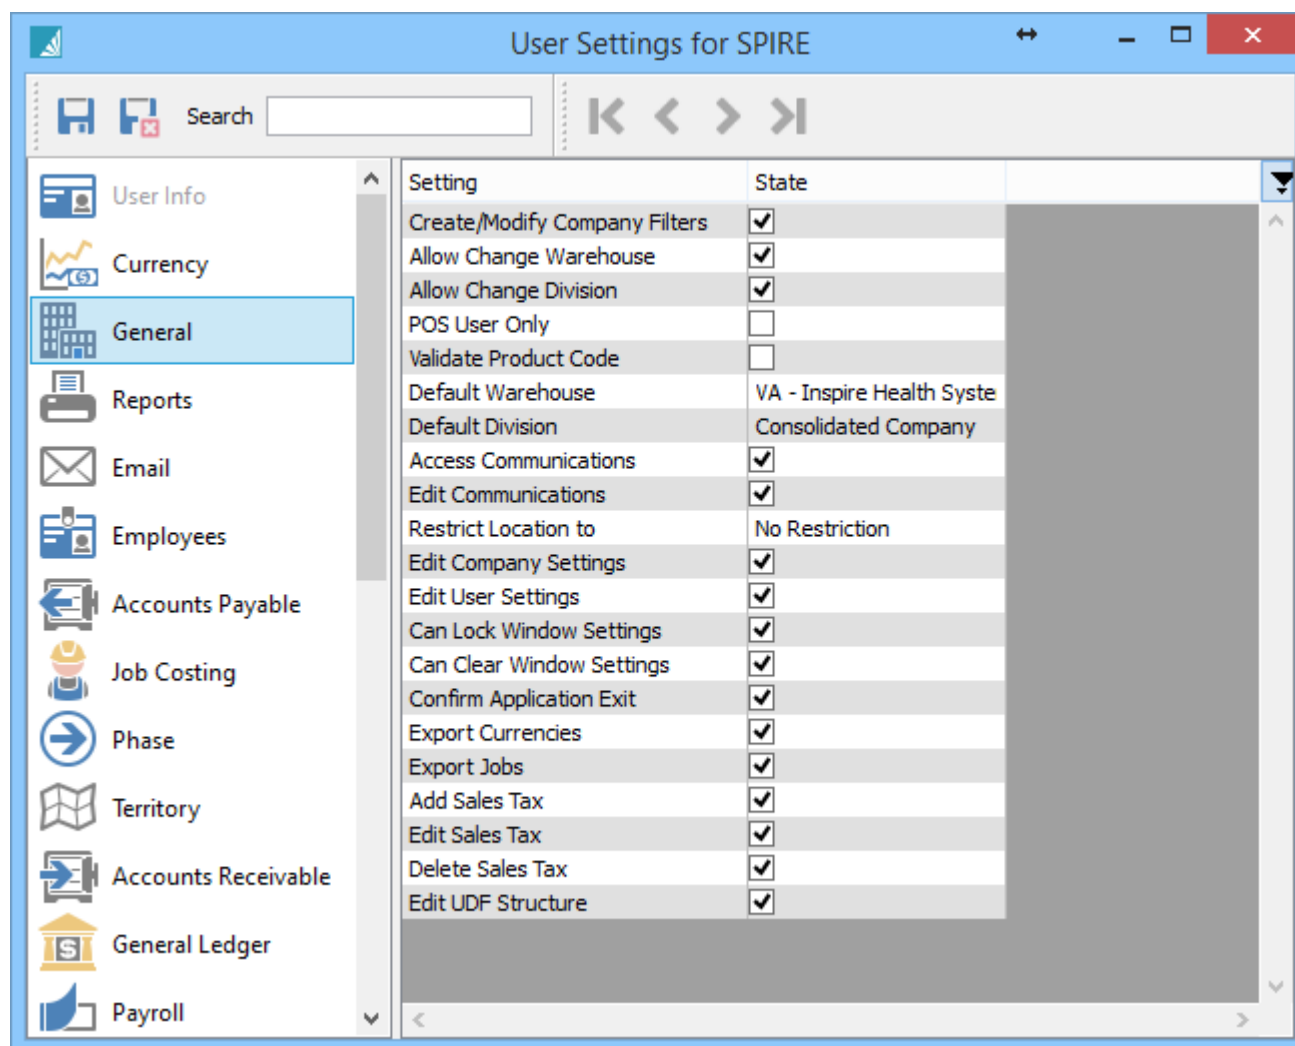 User Settings for SPIRE
Search
User Info
Currency
General
Reports
Email
Employees
Accounts Payable
Job Costing
Phase
Territory
Accounts Receivable
General Ledger
Payroll
Setting State
Create/Modify Company Filters
Allow Change Warehouse
Allow Change Division
POS User Only
Validate Product Code
Default Warehouse VA - Inspire Health Syste
Default Division Consolidated Company
Access Communications
Edit Communications
Restrict Location to No Restriction
Edit Company Settings
Edit User Settings
Can Lock Window Settings
Can Clear Window Settings
Confirm Application Exit
Export Currencies
Export Jobs
Add Sales Tax
Edit Sales Tax
Delete Sales Tax
Edit UDF Structure